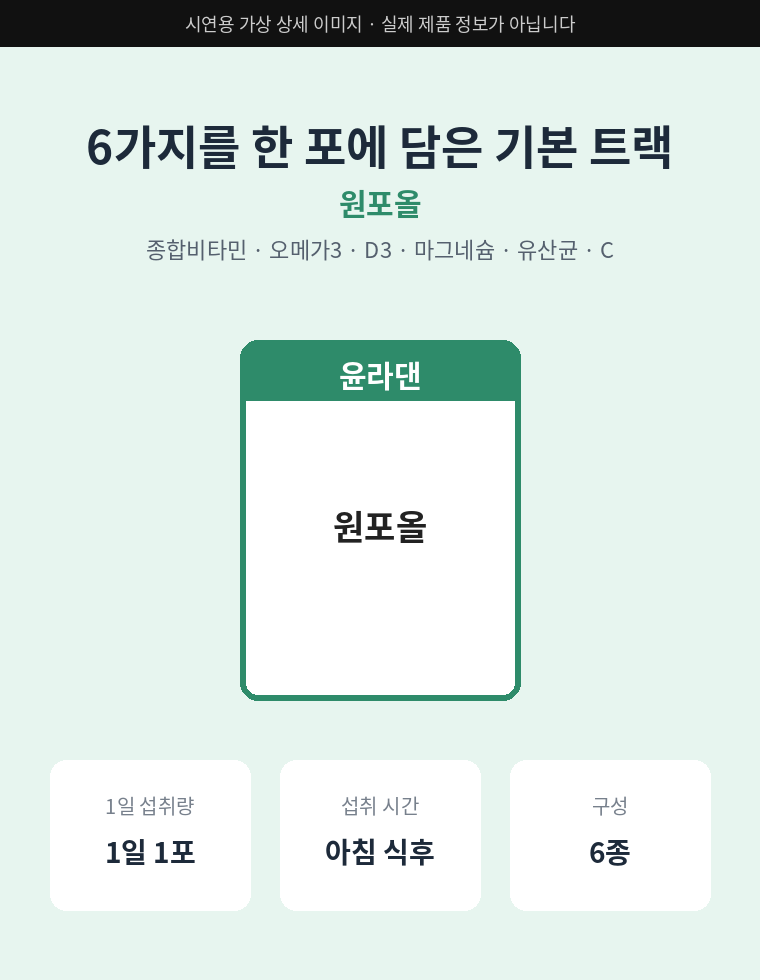 시연용 가상 상세 이미지 · 실제 제품 정보가 아닙니다
6가지를 한 포에 담은 기본 트랙
원포올
종합비타민 · 오메가3 · D3 · 마그네슘 · 유산균 · C
윤라댄
원포올
1일 섭취량
1일 1포
섭취 시간
아침 식후
구성
6종